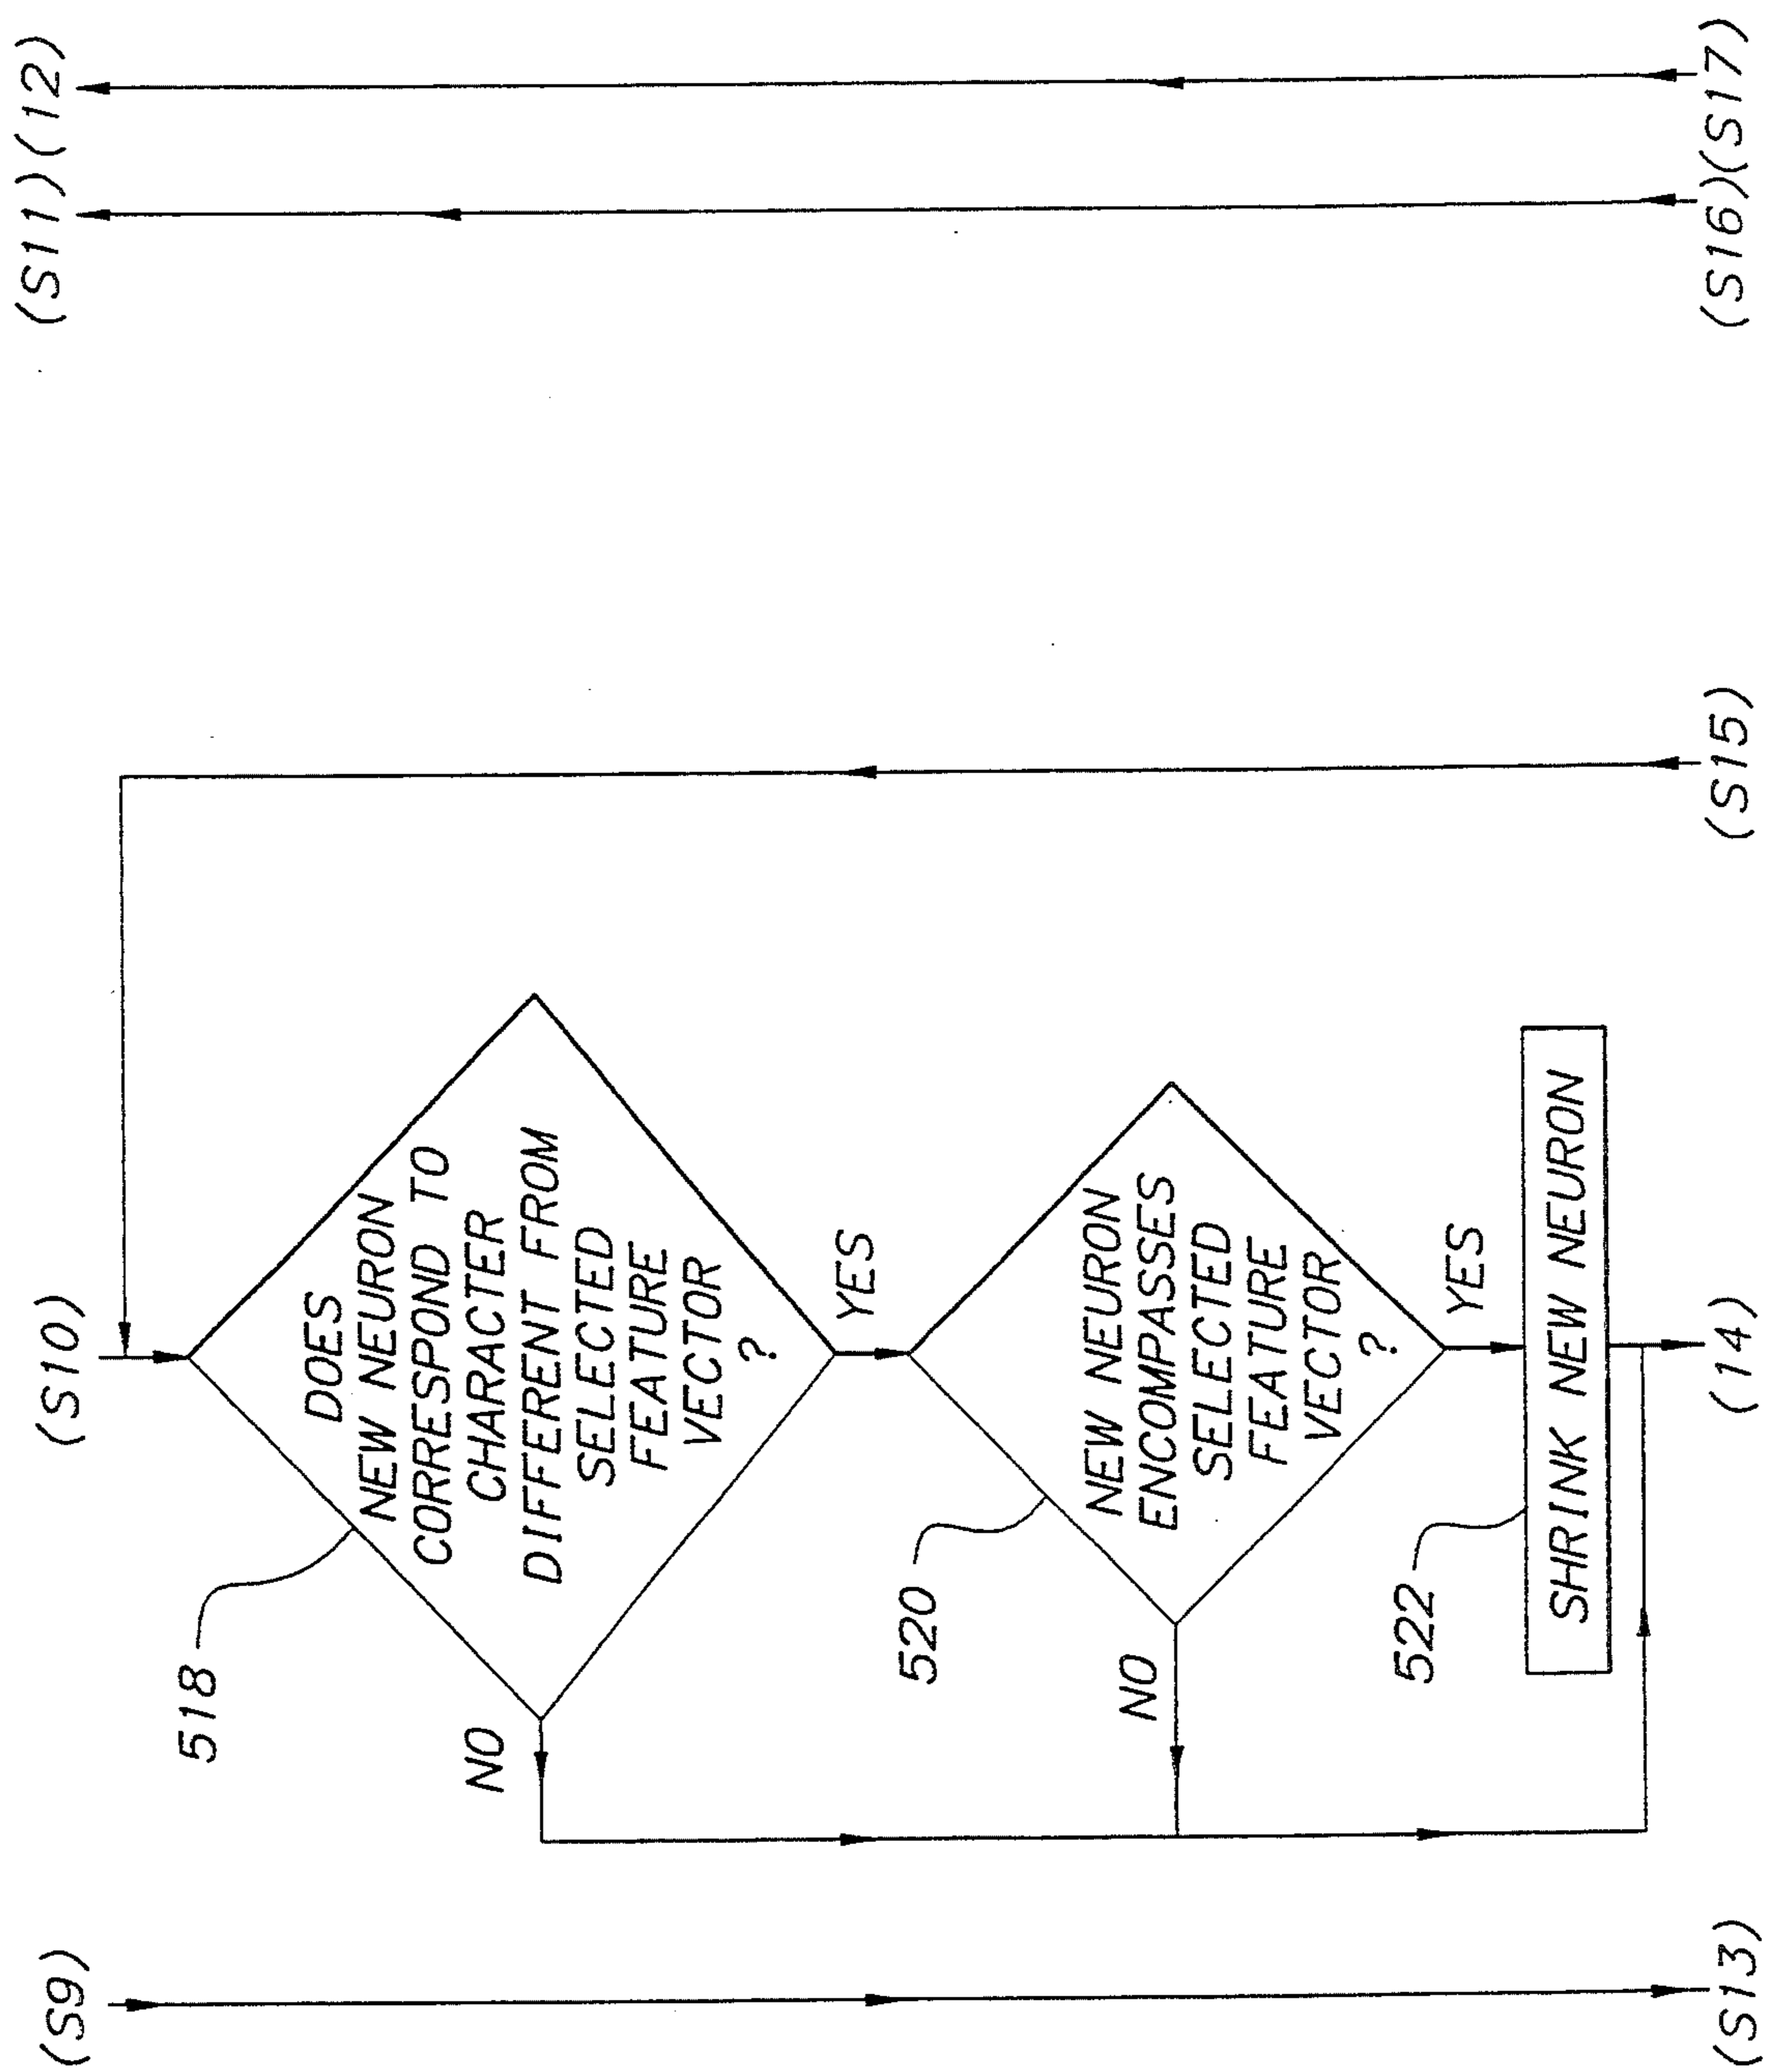 (S9)
(S10)
(S11)(12)
518
DOES
NEW NEURON
CORRESPOND TO
CHARACTER
DIFFERENT FROM
SELECTED
FEATURE
VECTOR
?
NO
YES
520
NEW NEURON
ENCOMPASSES
SELECTED
FEATURE
VECTOR
?
NO
YES
522
SHRINK NEW NEURON
(S13)
(14)
(S15)
(S16)(S17)